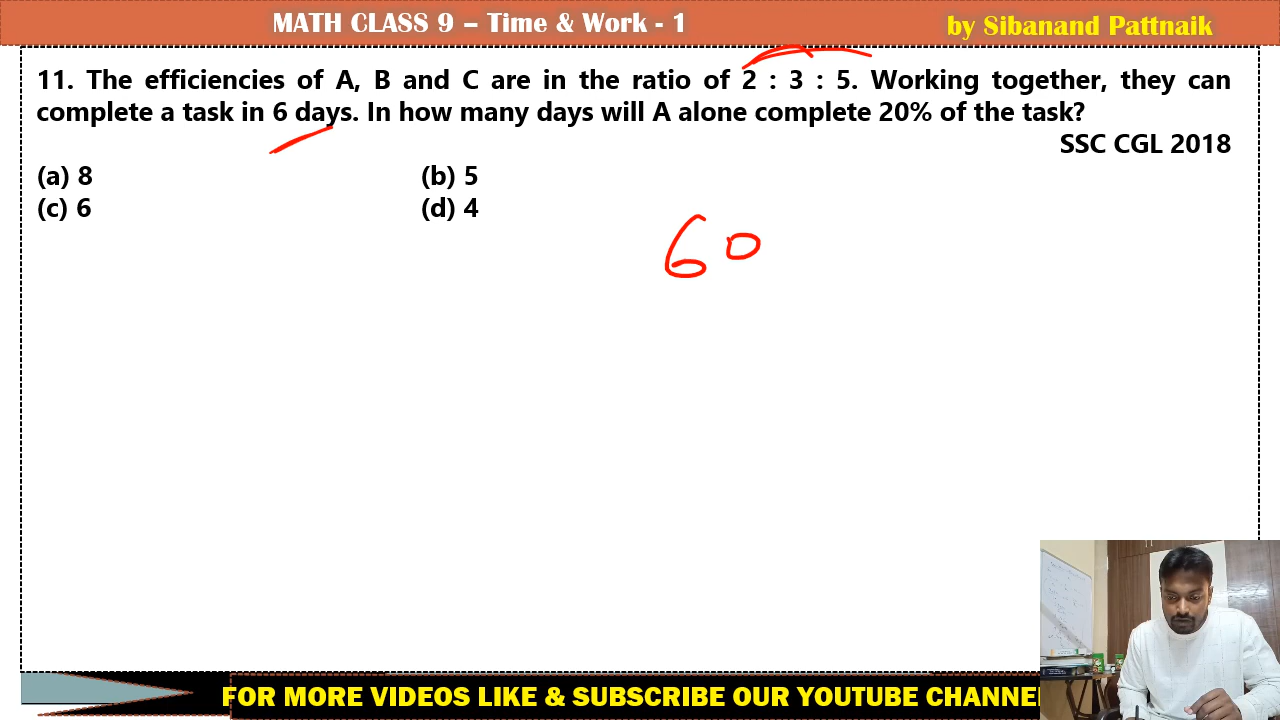 MATH CLASS 9 – Time & Work - 1
by Sibanand Pattnaik
11. The efficiencies of A, B and C are in the ratio of 2 : 3 : 5. Working together, they can
complete a task in 6 days. In how many days will A alone complete 20% of the task?
SSC CGL 2018
(a) 8 (b) 5
(c) 6 (d) 4
60
FOR MORE VIDEOS LIKE & SUBSCRIBE OUR YOUTUBE CHANNE